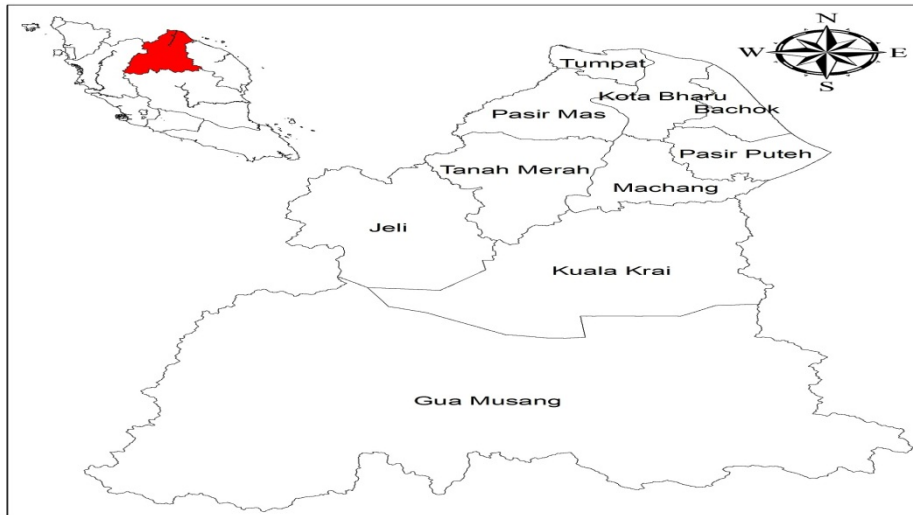 N
W E
S
Tumpat
Kota Bharu
Bachok
Pasir Mas
Pasir Puteh
Tanah Merah
Machang
Jeli
Kuala Krai
Gua Musang